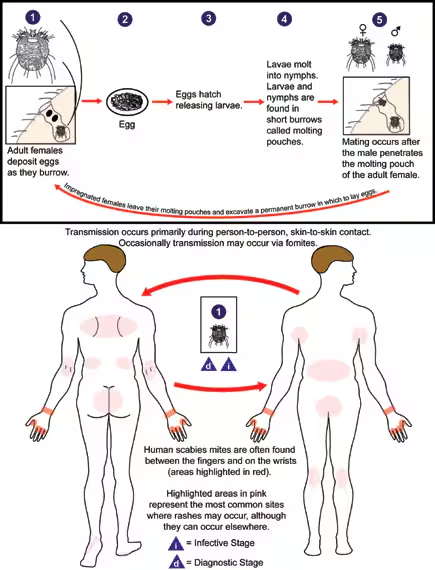 1
2
3
4
5
♀ ♂
Adult females
deposit eggs
as they burrow.
Egg
Eggs hatch
releasing larvae.
Lavae molt
into nymphs.
Larvae and
nymphs are
found in
short burrows
called molting
pouches.
Mating occurs after
the male penetrates
the molting pouch
of the adult female.
Impregnated females leave their molting pouches and excavate a permanent burrow in which to lay eggs.
Transmission occurs primarily during person-to-person, skin-to-skin contact.
Occasionally transmission may occur via fomites.
1
d i
Human scabies mites are often found
between the fingers and on the wrists
(areas highlighted in red).
Highlighted areas in pink
represent the most common sites
where rashes may occur, although
they can occur elsewhere.
i = Infective Stage
d = Diagnostic Stage